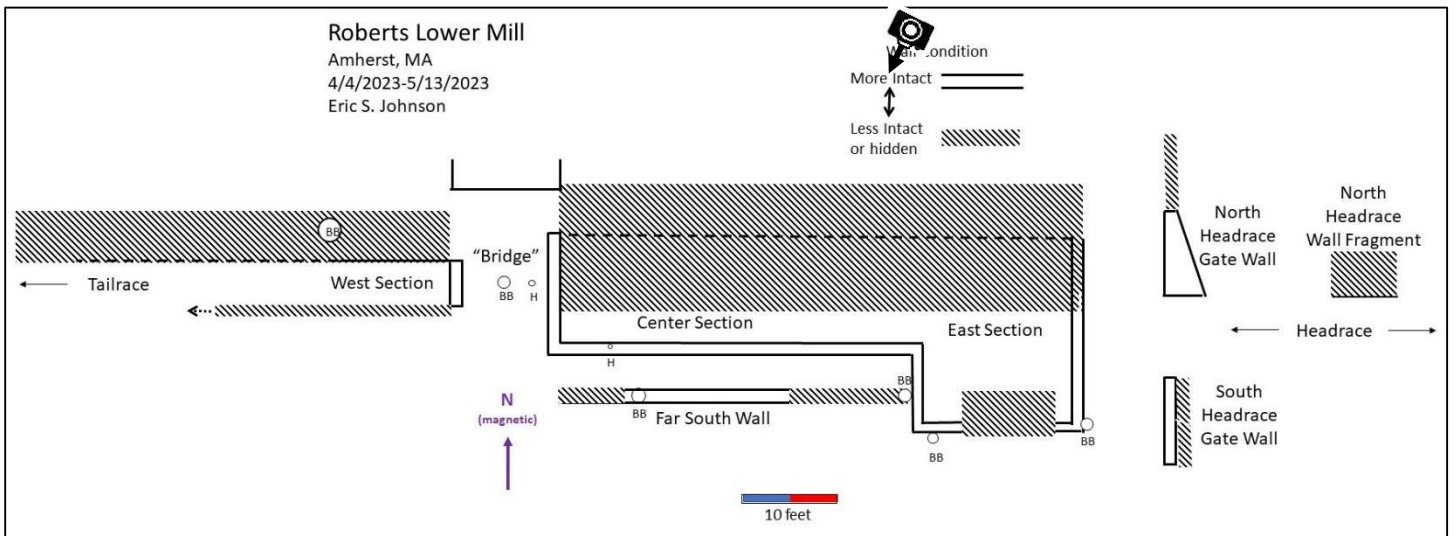 Roberts Lower Mill
Amherst, MA
4/4/2023-5/13/2023
Eric S. Johnson
Wall Condition
More Intact
Less Intact
or hidden
North
Headrace
Gate Wall
North
Headrace
Wall Fragment
BB
"Bridge"
Tailrace
West Section
BB
H
Center Section
East Section
Headrace
H
N
(magnetic)
BB
Far South Wall
BB
BB
BB
South
Headrace
Gate Wall
10 feet